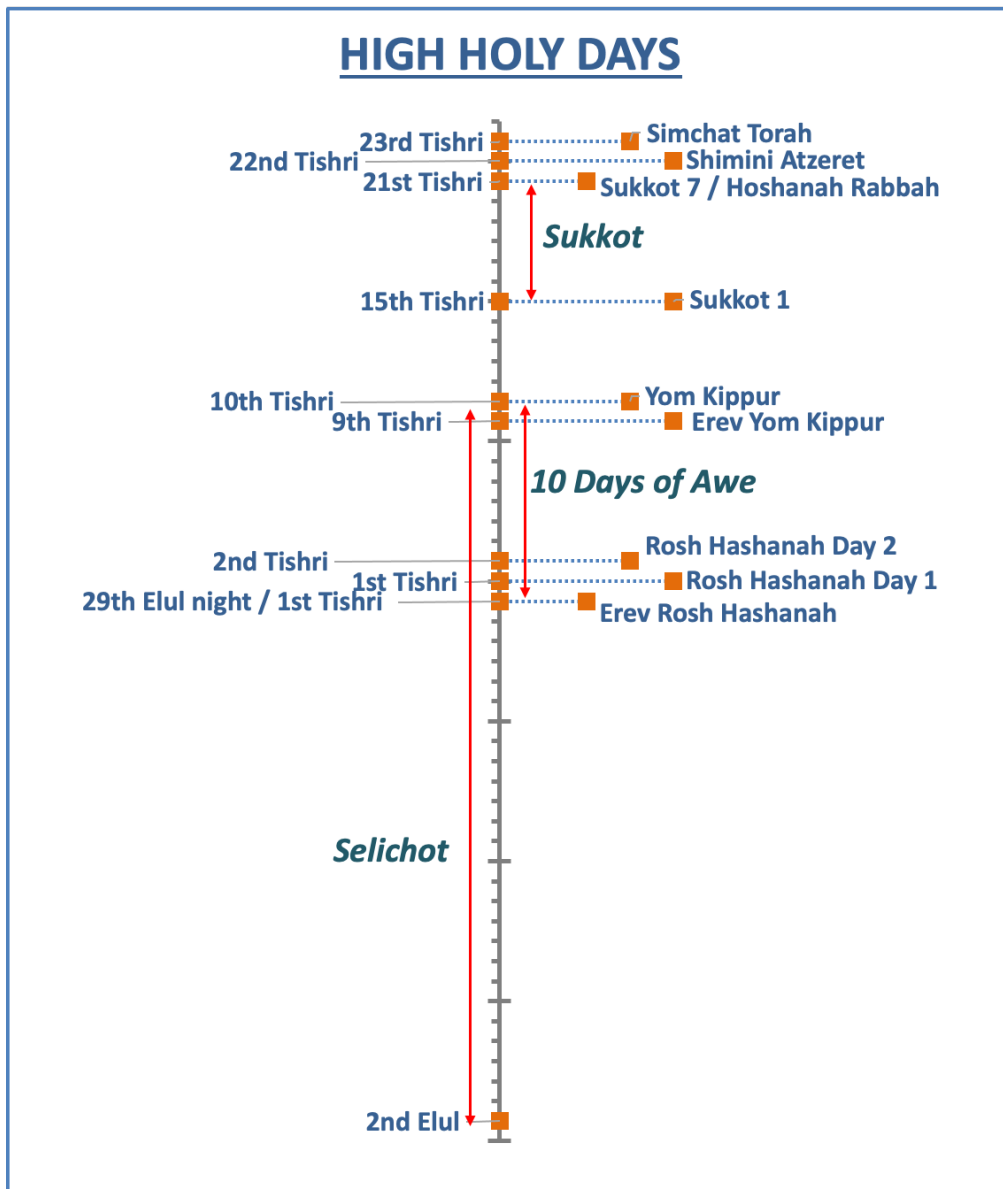 HIGH HOLY DAYS
23rd Tishri
Simchat Torah
22nd Tishri
Shimini Atzeret
21st Tishri
Sukkot 7 / Hoshanah Rabbah
Sukkot
15th Tishri
Sukkot 1
10th Tishri
Yom Kippur
9th Tishri
Erev Yom Kippur
10 Days of Awe
2nd Tishri
Rosh Hashanah Day 2
1st Tishri
Rosh Hashanah Day 1
29th Elul night / 1st Tishri
Erev Rosh Hashanah
Selichot
2nd Elul